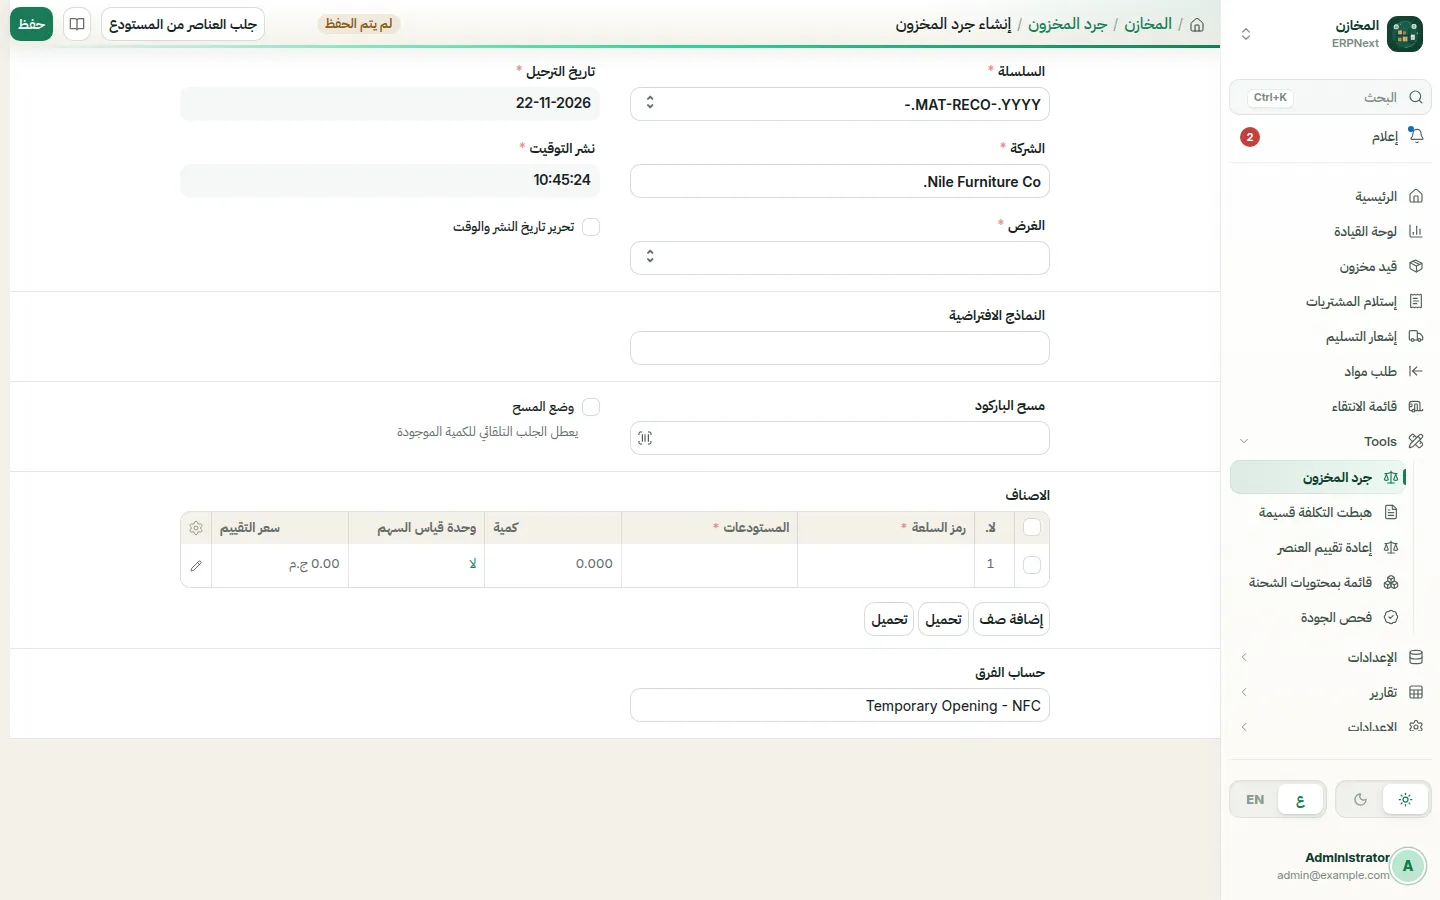 المخازن
ERPNext
البحث
Ctrl+K
إعلام
2
الرئيسية
لوحة القيادة
قيد مخزون
إستلام المشتريات
إشعار التسليم
طلب مواد
قائمة الانتقاء
Tools
جرد المخزون
هبطت التكلفة قسيمة
إعادة تقييم العنصر
قائمة بمحتويات الشحنة
فحص الجودة
الإعدادات
تقارير
الاعدادات
ع
EN
A
Administrator
admin@example.com
المخازن / جرد المخزون / إنشاء جرد المخزون
لم يتم الحفظ
جلب العناصر من المستودع
حفظ
السلسلة *
MAT-RECO-.YYYY.-
الشركة *
Nile Furniture Co.
الغرض *
تاريخ الترحيل *
22-11-2026
نشر التوقيت *
10:45:24
تحرير تاريخ النشر والوقت
النماذج الافتراضية
مسح الباركود
وضع المسح
يعطل الجلب التلقائي للكمية الموجودة
الاصناف
لا. رمز السلعة * المستودعات * كمية وحدة قياس السهم سعر التقييم
1 0.000 لا 0.00 ج.م
إضافة صف تحميل تحميل
حساب الفرق
Temporary Opening - NFC